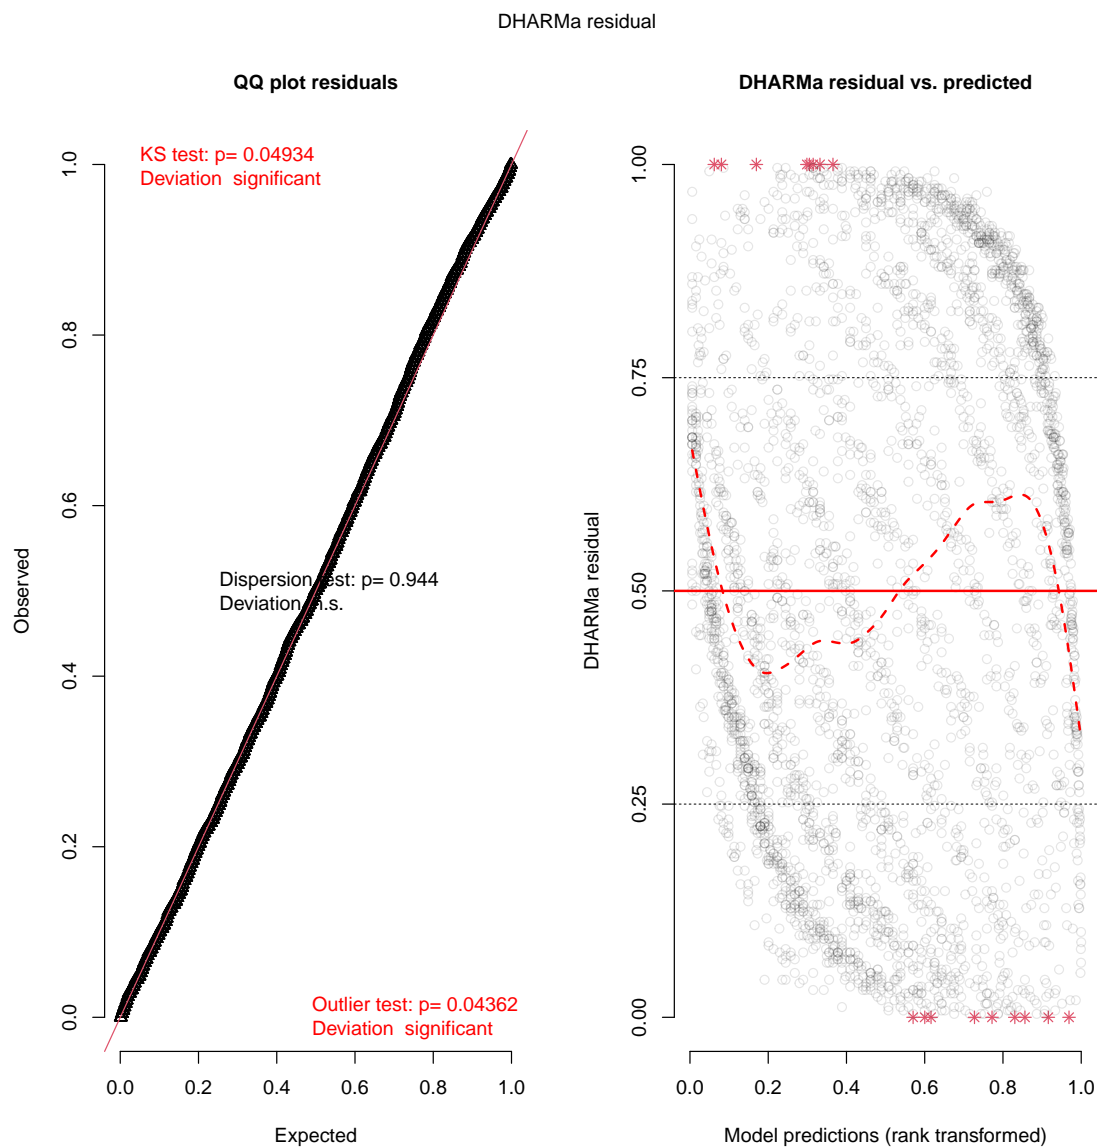 DHARMa residual
QQ plot residuals
KS test: p= 0.04934
Deviation  significant
Dispersion test: p= 0.944
Deviation n.s.
Outlier test: p= 0.04362
Deviation  significant
Observed
0.0
0.2
0.4
0.6
0.8
1.0
0.0 0.2 0.4 0.6 0.8 1.0
Expected
DHARMa residual vs. predicted
DHARMa residual
0.00
0.25
0.50
0.75
1.00
0.0 0.2 0.4 0.6 0.8 1.0
Model predictions (rank transformed)